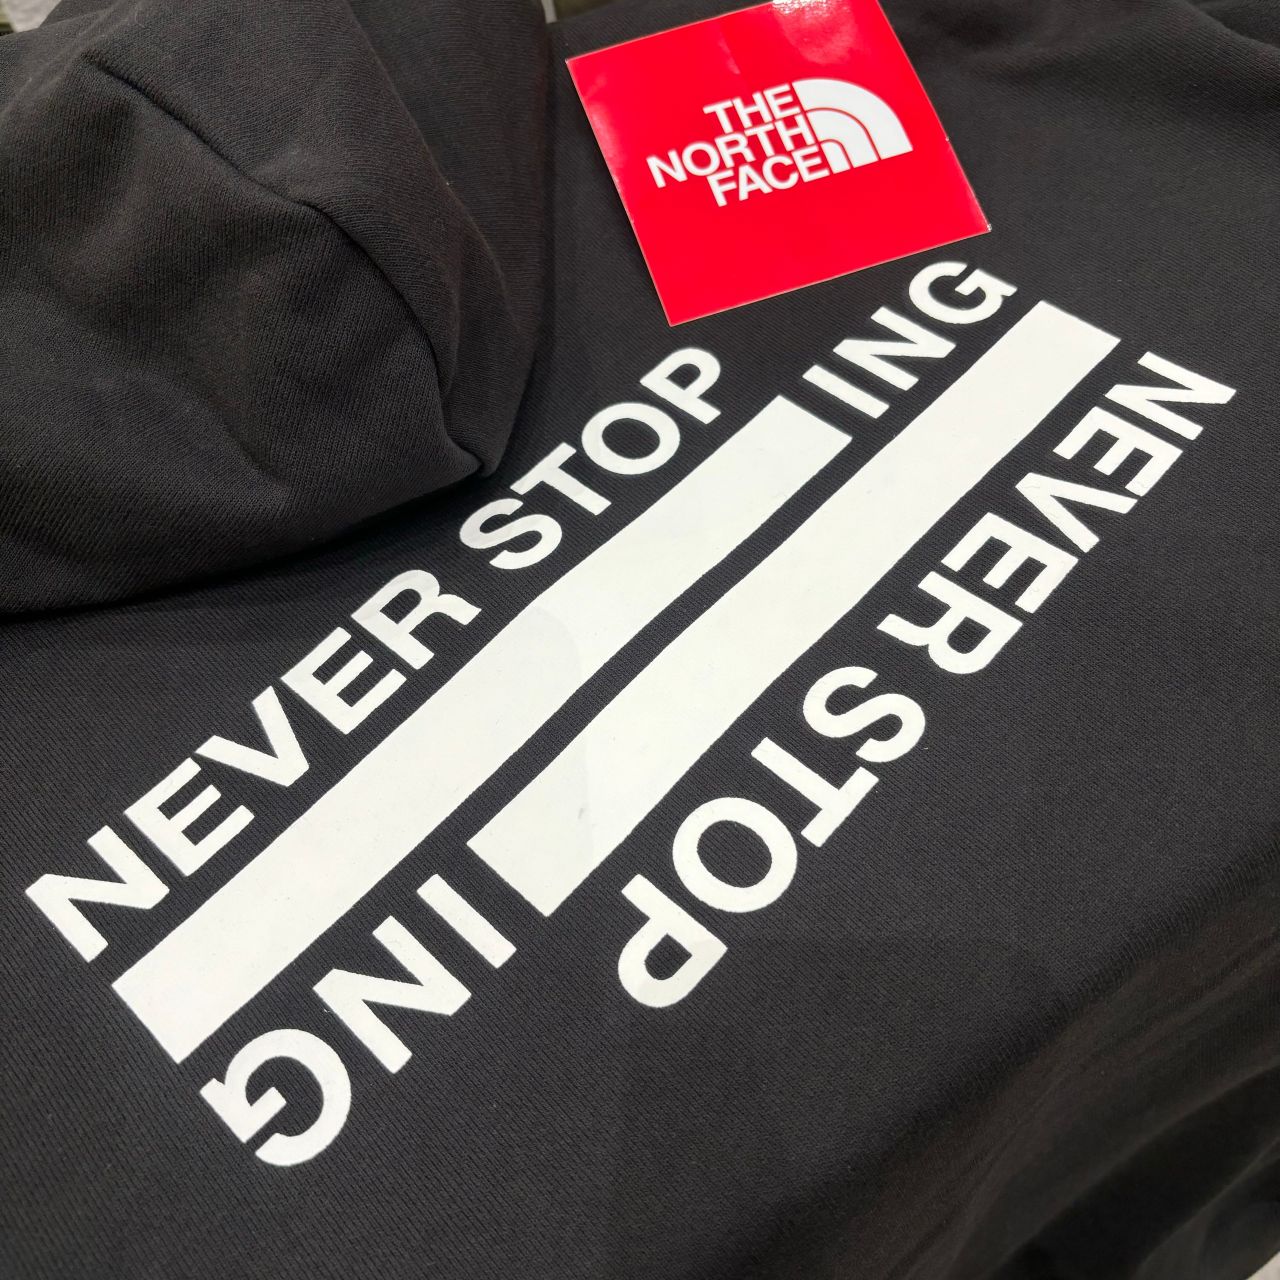 THE
NORTH
FACE
NEVER STOP ING
NEVER STOP ING